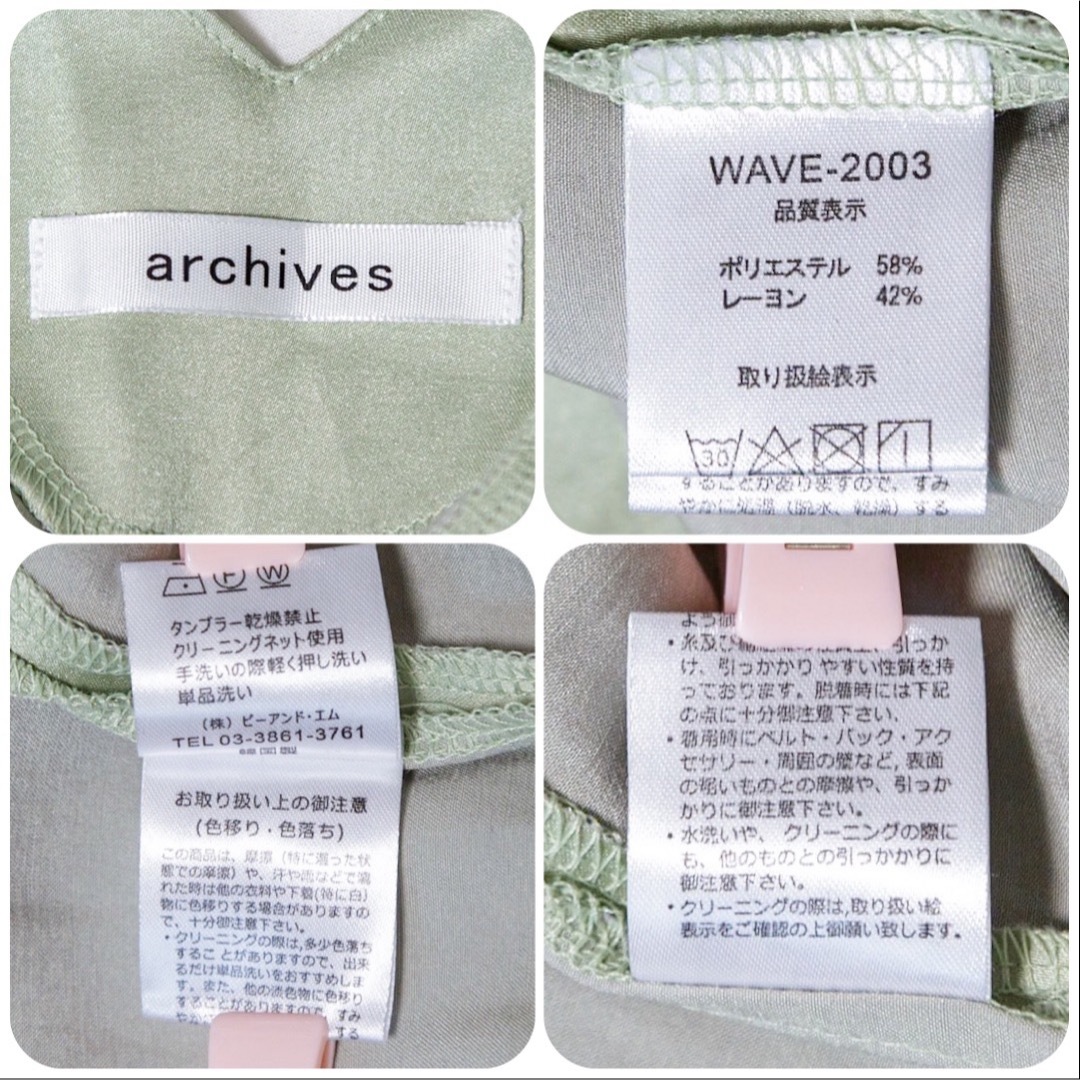 archives
WAVE-2003
品質表示
ポリエステル 58%
レーヨン 42%
取り扱絵表示
30
することがありますので、すみ
やかに処理（脱水、乾燥）する
F W
タンブラー乾燥禁止
クリーニングネット使用
手洗いの際軽く押し洗い
単品洗い
（株）ビーアンド・エム
TEL 03-3861-3761
お取り扱い上の御注意
(色移り・色落ち)
この商品は、摩擦（特に湿った状
態での摩擦）や、汗や雨などで濡
れた時は他の衣料や下着(特に白)
物に色移りする場合がありますの
で、十分御注意下さい。
・クリーニングの際は,多少色落ち
することがありますので、出来
るだけ単品洗いをおすすめしま
す。また、他の淡色物に色移り
することがありますので、すみ
する
よう
・糸及び 引っか
け、引っかかりやすい性質を持
っております。脱着時には下記
の点に十分御注意下さい.
・着用時にベルト・バック・アク
セサリー・周囲の壁など,表面
の粗いものとの摩擦や、引っか
かりに御注意下さい。
・水洗いや、クリーニングの際に
も、他のものとの引っかかりに
御注意下さい。
・クリーニングの際は,取り扱い絵
表示をご確認の上御願い致します。